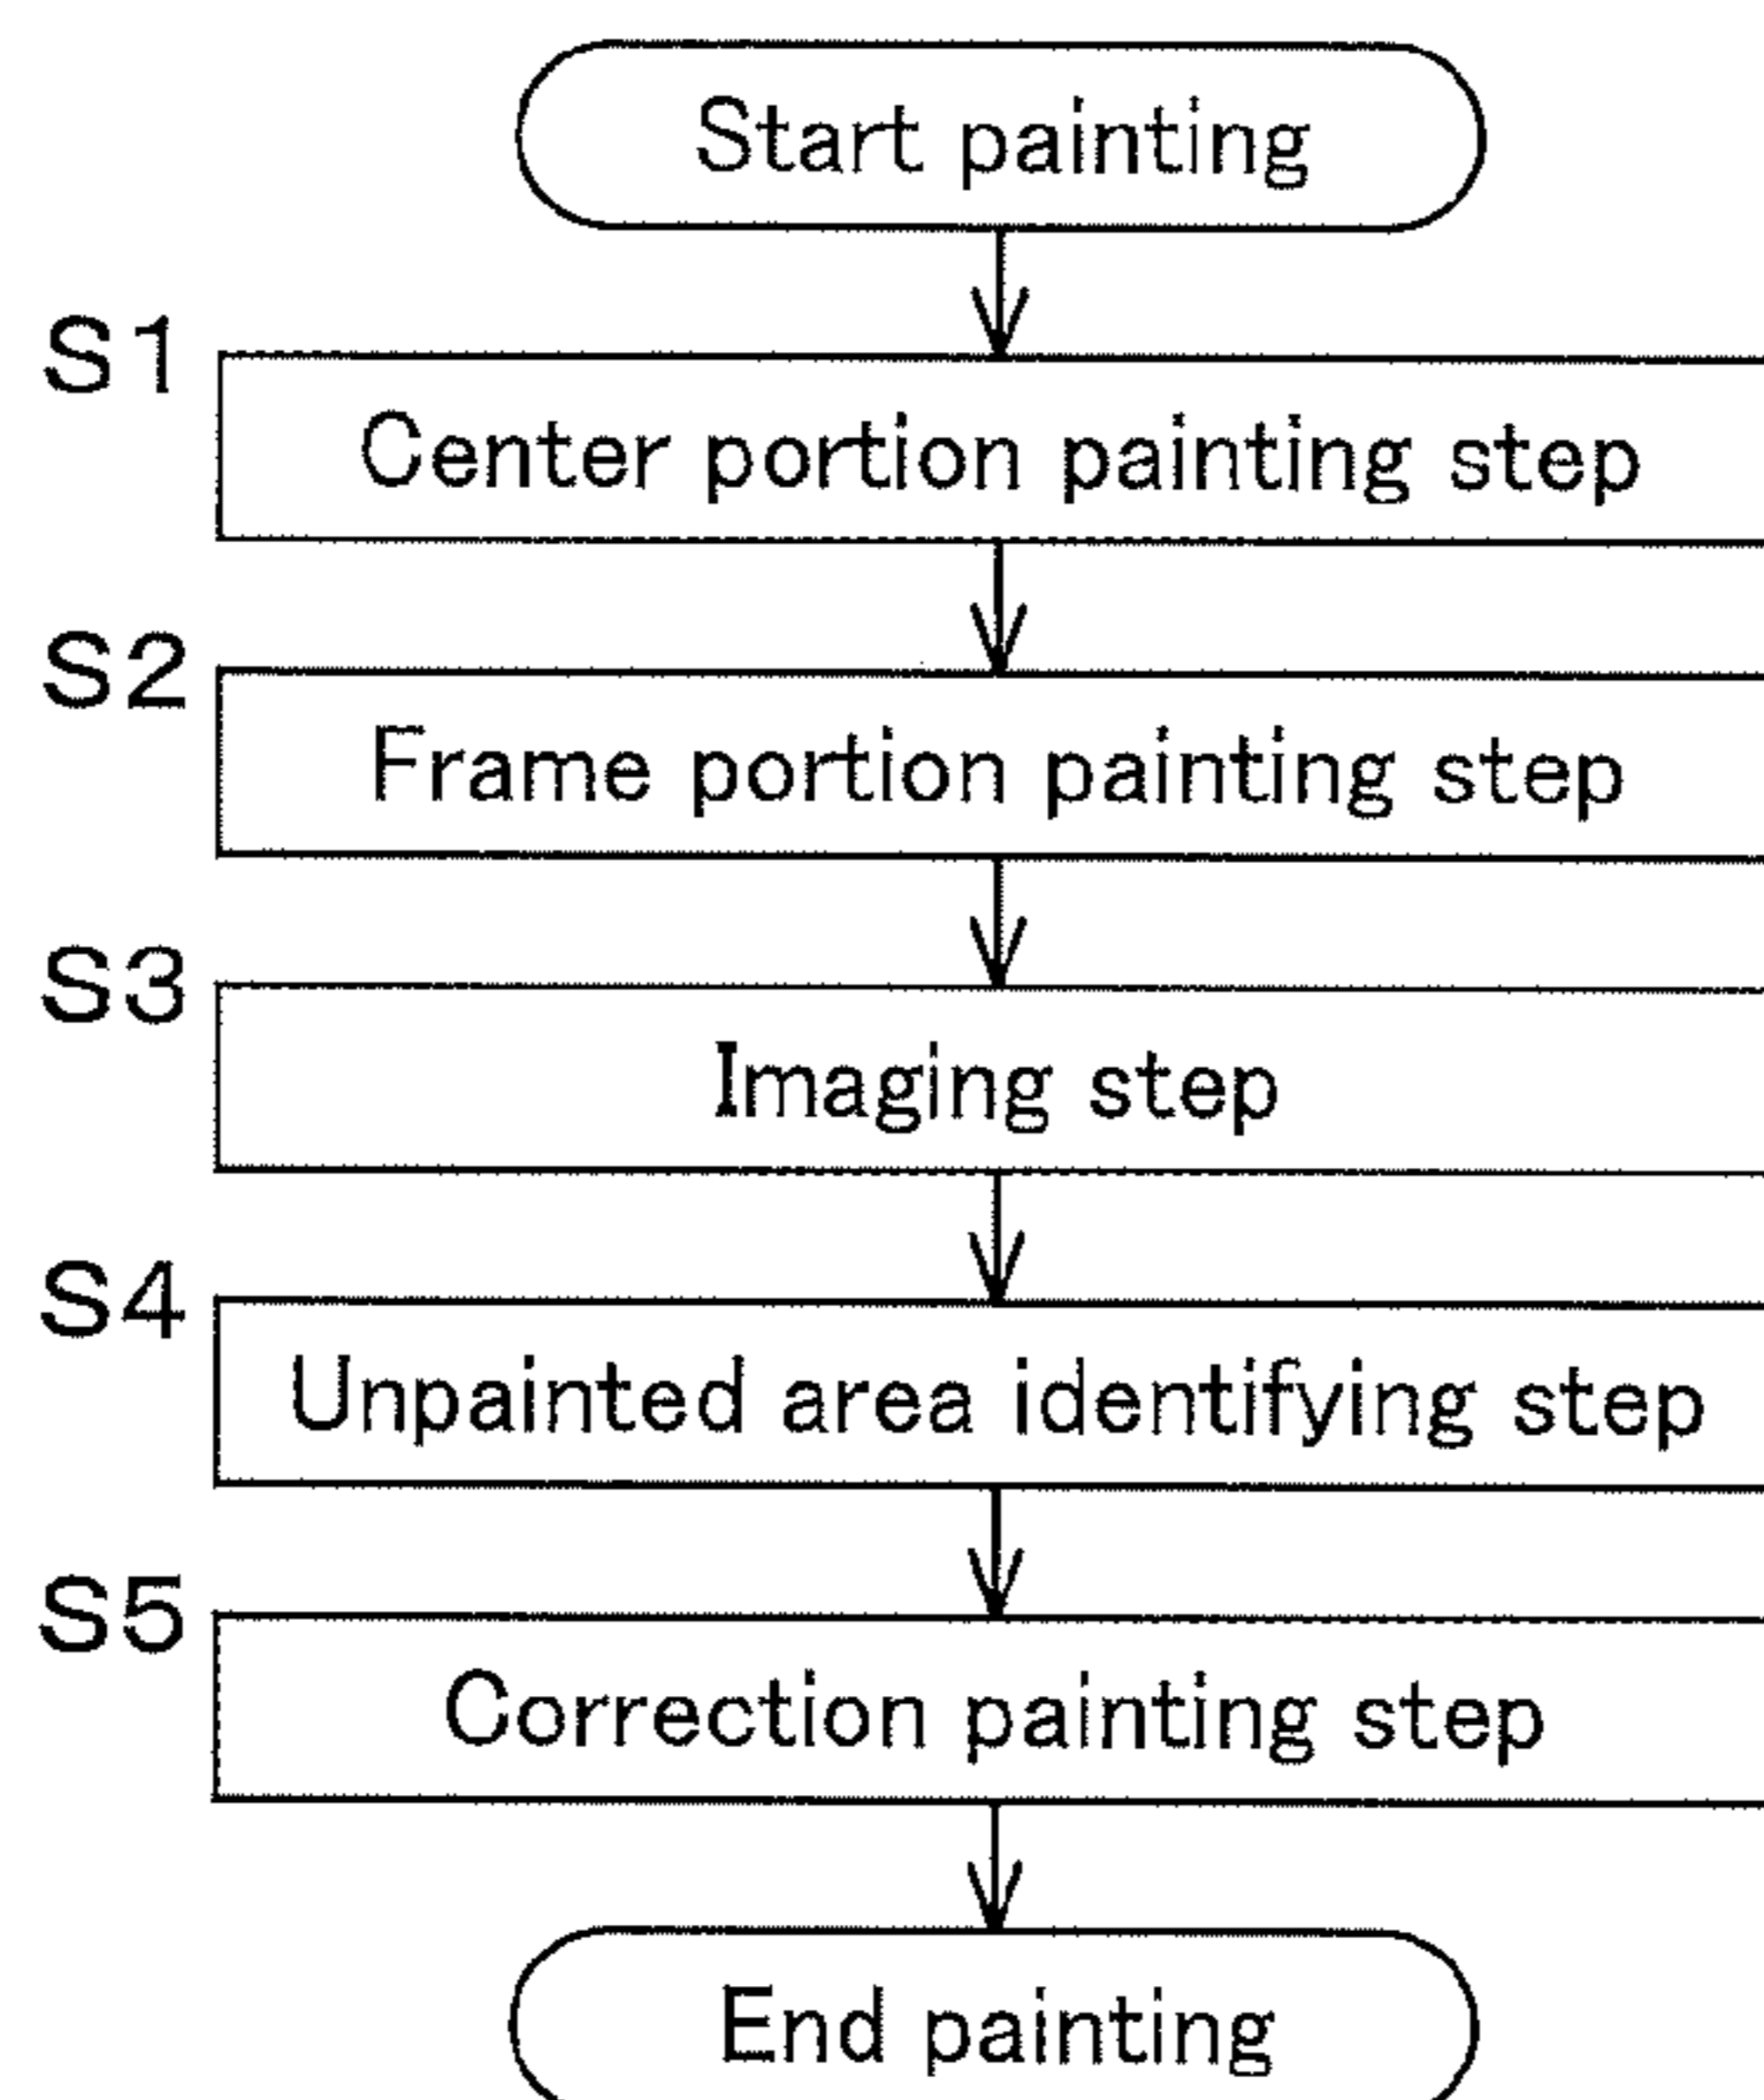 Start painting
S1
Center portion painting step
S2
Frame portion painting step
S3
Imaging step
S4
Unpainted area identifying step
S5
Correction painting step
End painting